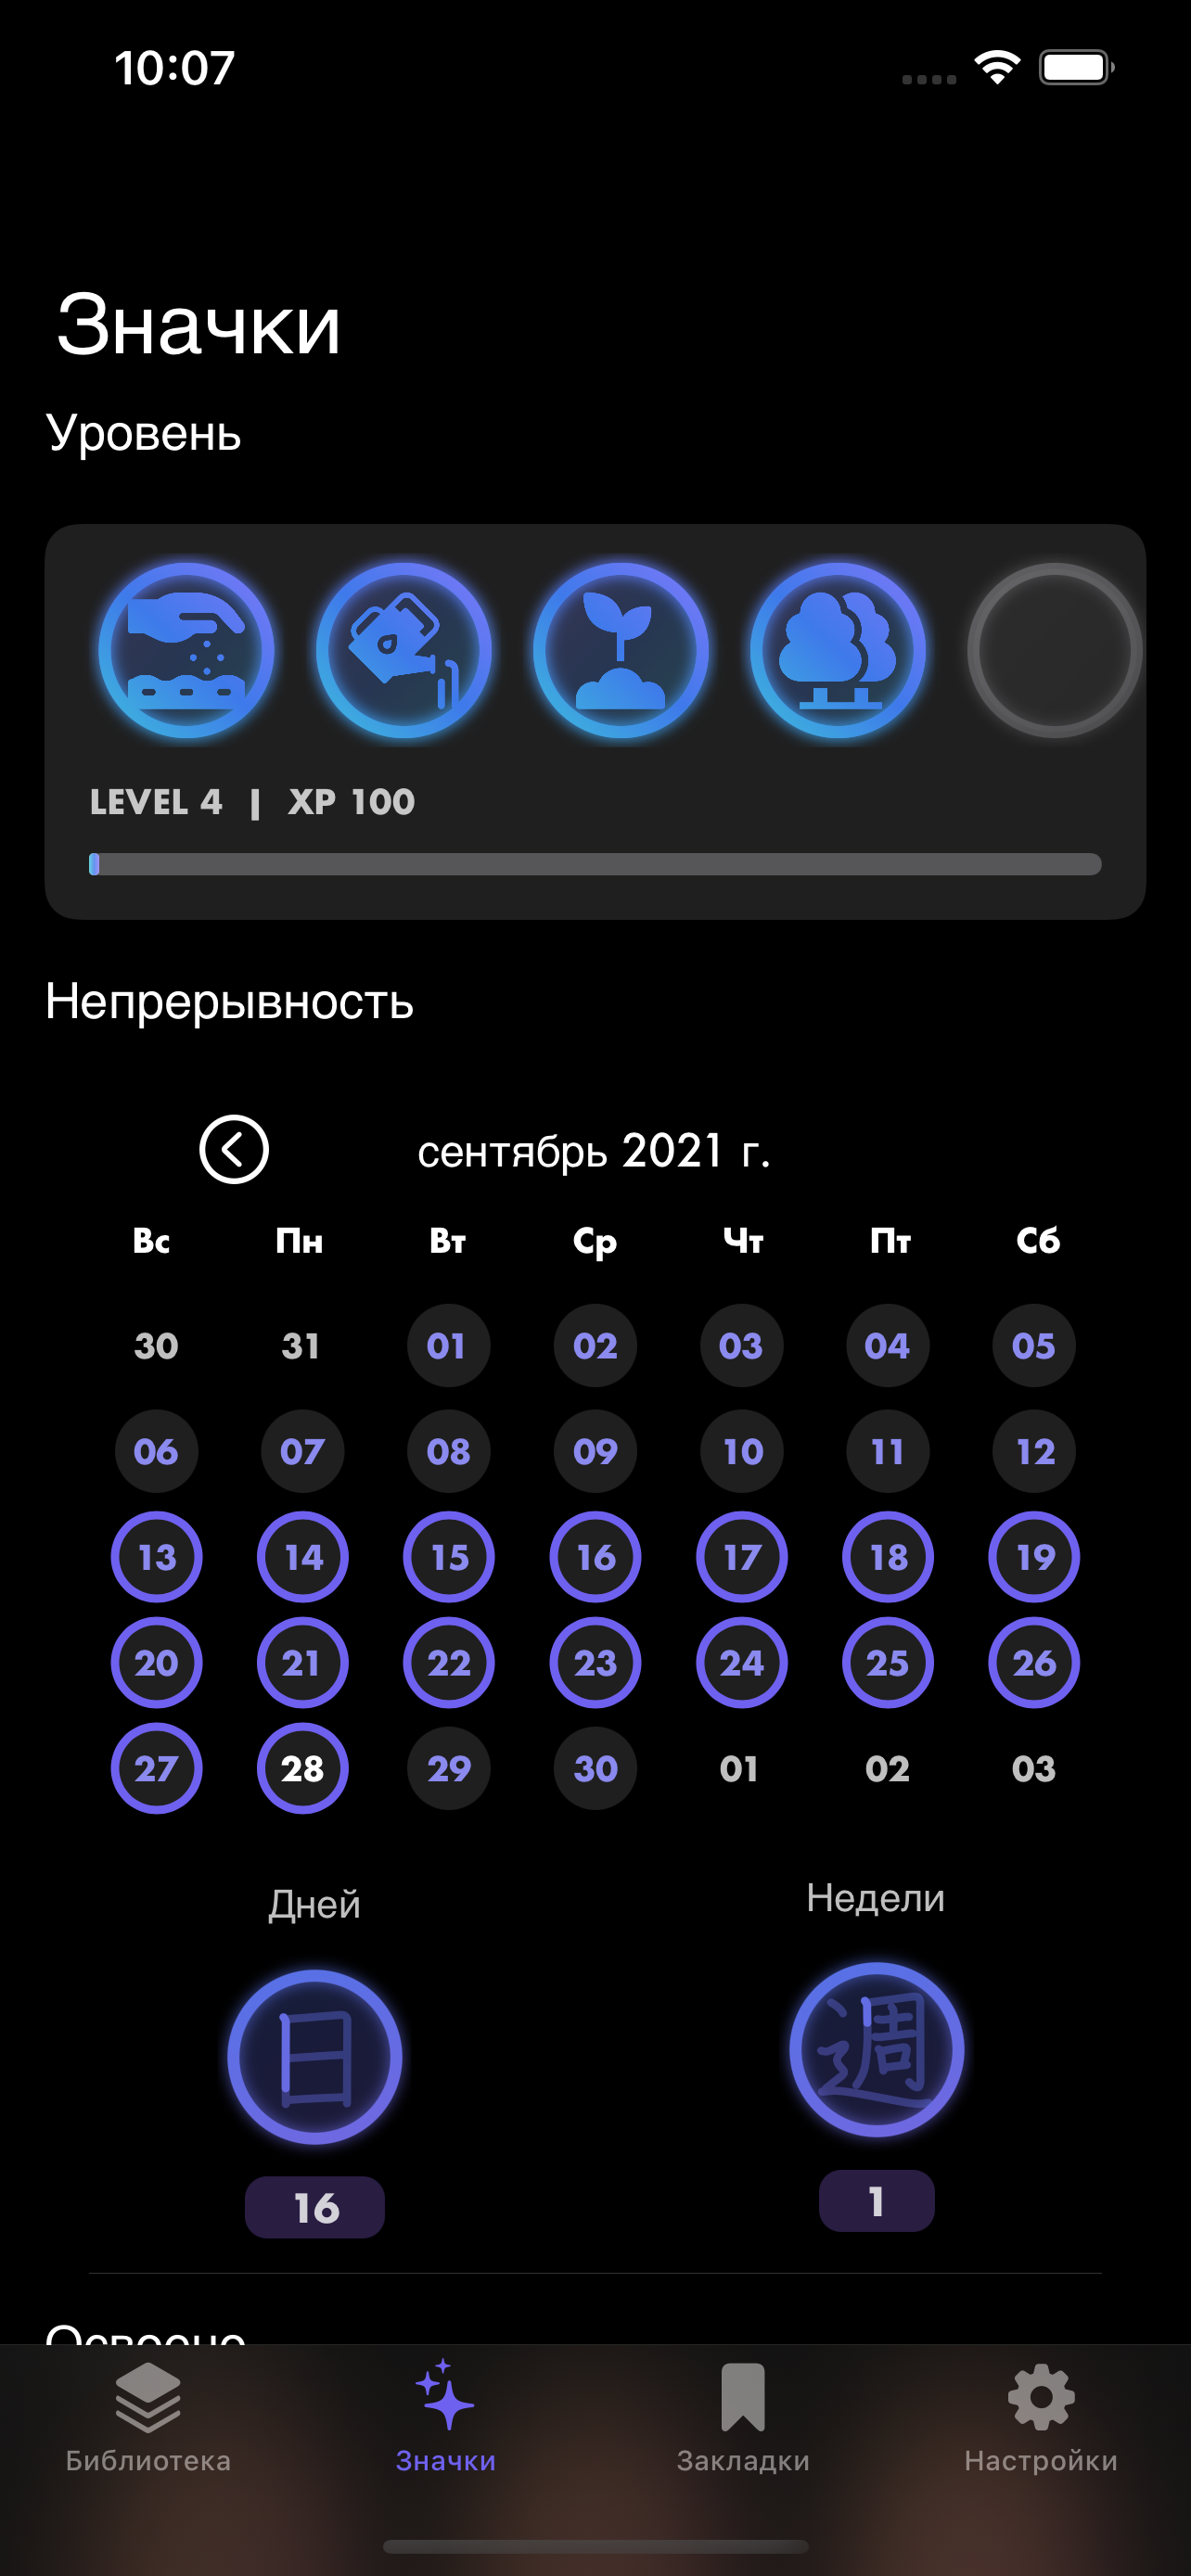 10:07
Значки
Уровень
LEVEL 4 | XP 100
Непрерывность
сентябрь 2021 г.
Вс Пн Вт Ср Чт Пт Сб
30 31 01 02 03 04 05
06 07 08 09 10 11 12
13 14 15 16 17 18 19
20 21 22 23 24 25 26
27 28 29 30 01 02 03
Дней Недели
日 週
16 1
Освоено
Библиотека Значки Закладки Настройки